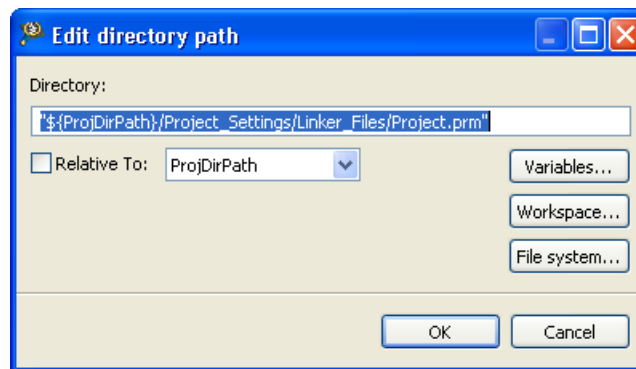 Edit directory path
Directory:
"${ProjDirPath}/Project_Settings/Linker_Files/Project.prm"
Relative To: ProjDirPath Variables...
Workspace...
File system...
OK Cancel